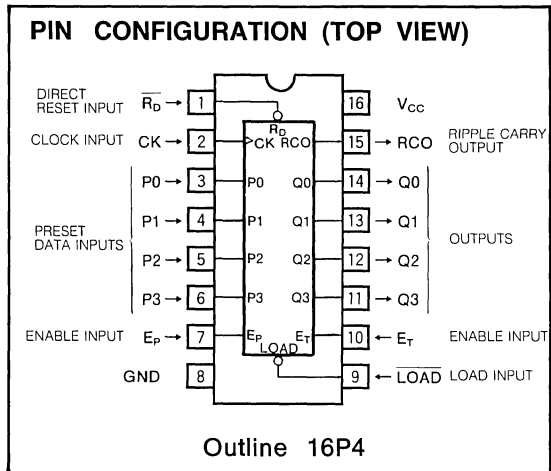 PIN CONFIGURATION (TOP VIEW)
DIRECT
RESET INPUT
R̅D̅ → 1
16 VCC
CLOCK INPUT CK → 2
15 → RCO
RIPPLE CARRY
OUTPUT
RD
CK RCO
PRESET
DATA INPUTS
P0 → 3 P0 Q0 14 → Q0
P1 → 4 P1 Q1 13 → Q1
P2 → 5 P2 Q2 12 → Q2
P3 → 6 P3 Q3 11 → Q3
OUTPUTS
ENABLE INPUT EP → 7 EP ET 10 ← ET ENABLE INPUT
LOAD
GND 8
9 ← L̅O̅A̅D̅ LOAD INPUT
Outline 16P4